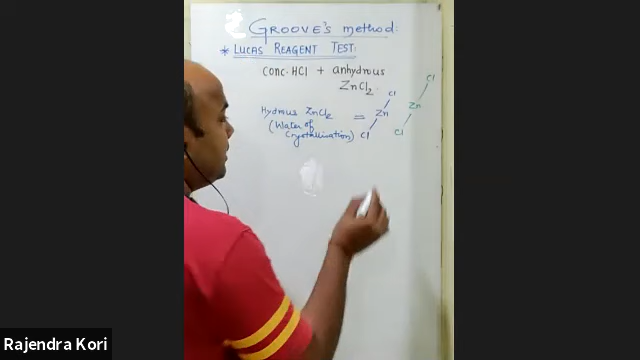 GROOVE's method:
* LUCAS REAGENT TEST:
conc. HCl + anhydrous
ZnCl2.
Hydrous ZnCl2 =
(Water of
Crystallisation)
Cl
Zn
Cl
Cl
Zn
Cl
Rajendra Kori